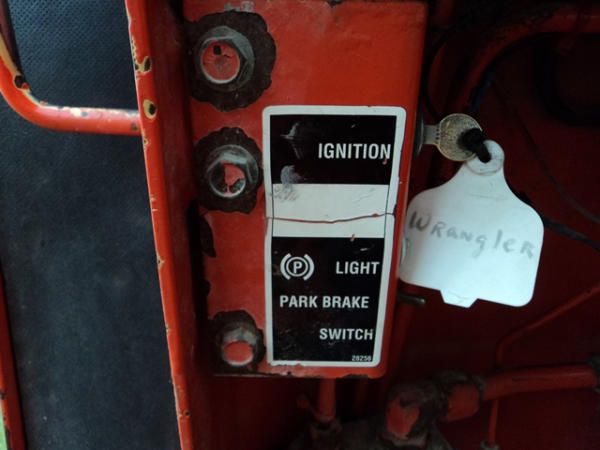 IGNITION
(P) LIGHT
PARK BRAKE
SWITCH
28256
Wrangler